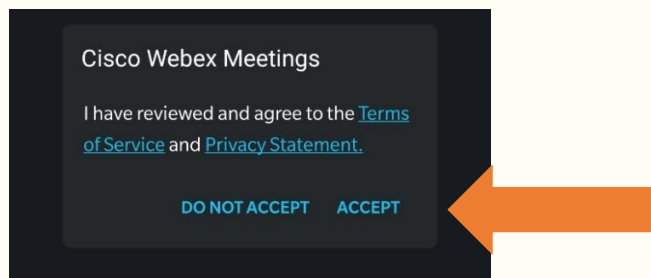 Cisco Webex Meetings
I have reviewed and agree to the Terms
of Service and Privacy Statement.
DO NOT ACCEPT ACCEPT